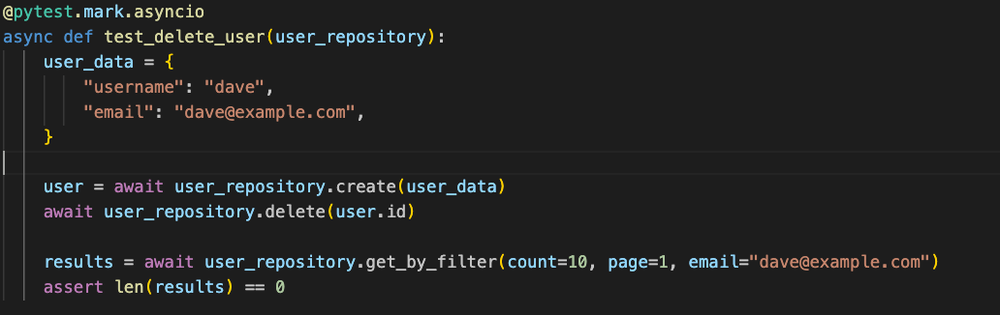 @pytest.mark.asyncio
async def test_delete_user(user_repository):
    user_data = {
        "username": "dave",
        "email": "dave@example.com",
    }

    user = await user_repository.create(user_data)
    await user_repository.delete(user.id)

    results = await user_repository.get_by_filter(count=10, page=1, email="dave@example.com")
    assert len(results) == 0